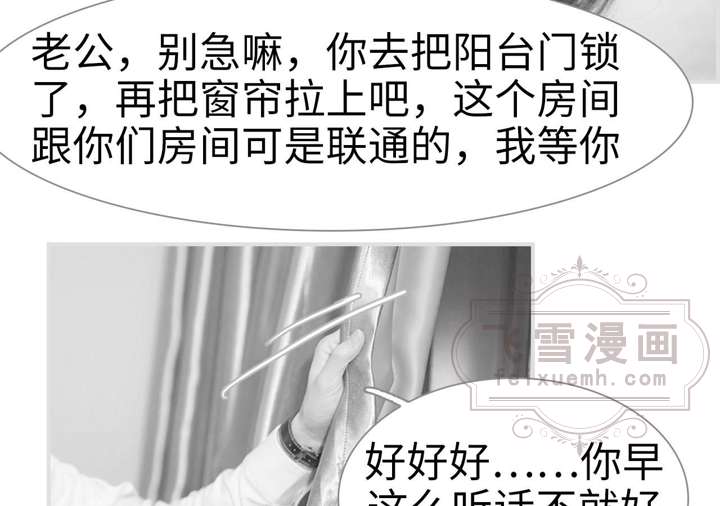 老公，别急嘛，你去把阳台门锁
了，再把窗帘拉上吧，这个房间
跟你们房间可是联通的，我等你
飞雪漫画
feixuemh.com
好好好……你早
这么听话不就好